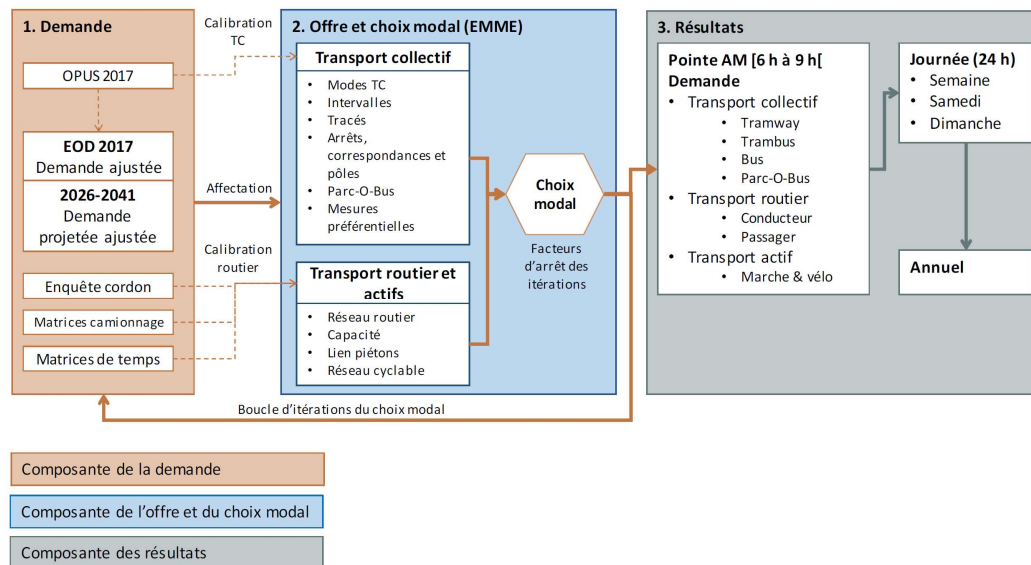 1. Demande
OPUS 2017
EOD 2017
Demande ajustée
2026-2041
Demande
projetée ajustée
Enquête cordon
Matrices camionnage
Matrices de temps
Calibration
TC
Affectation
Calibration
routier
2. Offre et choix modal (EMME)
Transport collectif
• Modes TC
• Intervalles
• Tracés
• Arrêts,
correspondances et
pôles
• Parc-O-Bus
• Mesures
préférentielles
Transport routier et
actifs
• Réseau routier
• Capacité
• Lien piétons
• Réseau cyclable
Choix
modal
Facteurs
d'arrêt des
itérations
3. Résultats
Pointe AM [6 h à 9 h[
Demande
• Transport collectif
• Tramway
• Trambus
• Bus
• Parc-O-Bus
• Transport routier
• Conducteur
• Passager
• Transport actif
• Marche & vélo
Journée (24 h)
• Semaine
• Samedi
• Dimanche
Annuel
Boucle d'itérations du choix modal
Composante de la demande
Composante de l'offre et du choix modal
Composante des résultats